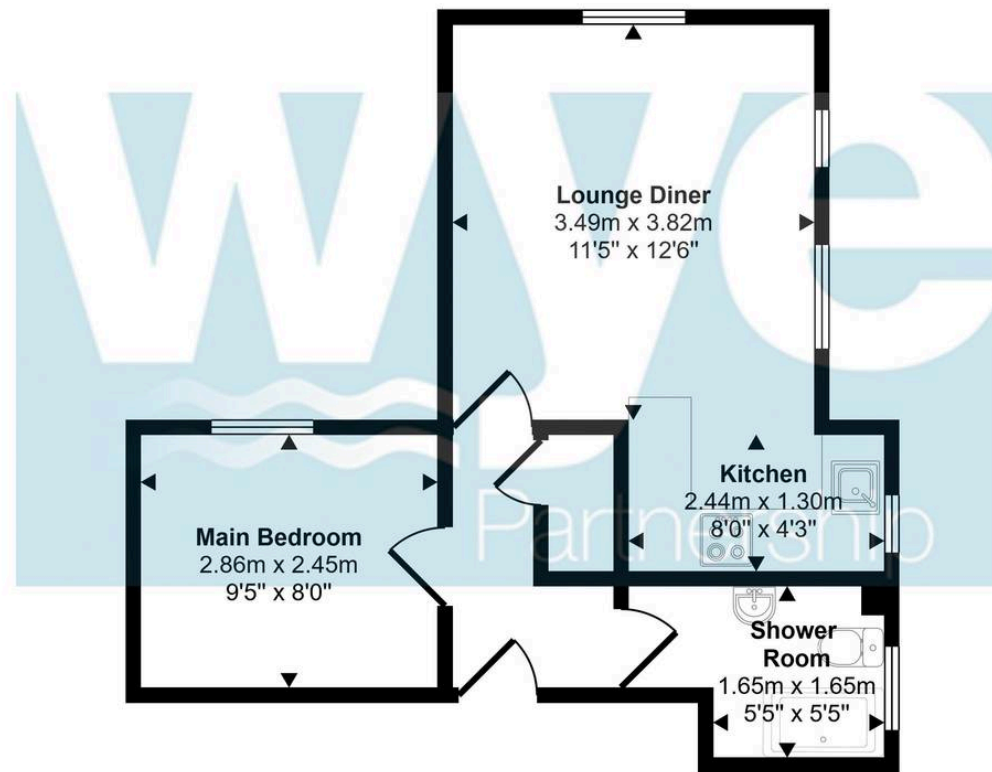 wye
Partnership
Lounge Diner
3.49m x 3.82m
11'5" x 12'6"
Kitchen
2.44m x 1.30m
8'0" x 4'3"
Main Bedroom
2.86m x 2.45m
9'5" x 8'0"
Shower
Room
1.65m x 1.65m
5'5" x 5'5"